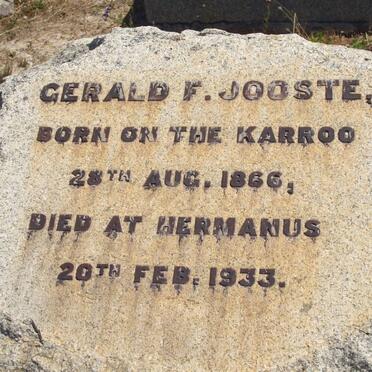 GERALD F. JOOSTE,
BORN ON THE KARROO
28TH AUG. 1866,
DIED AT HERMANUS
20TH FEB. 1933.